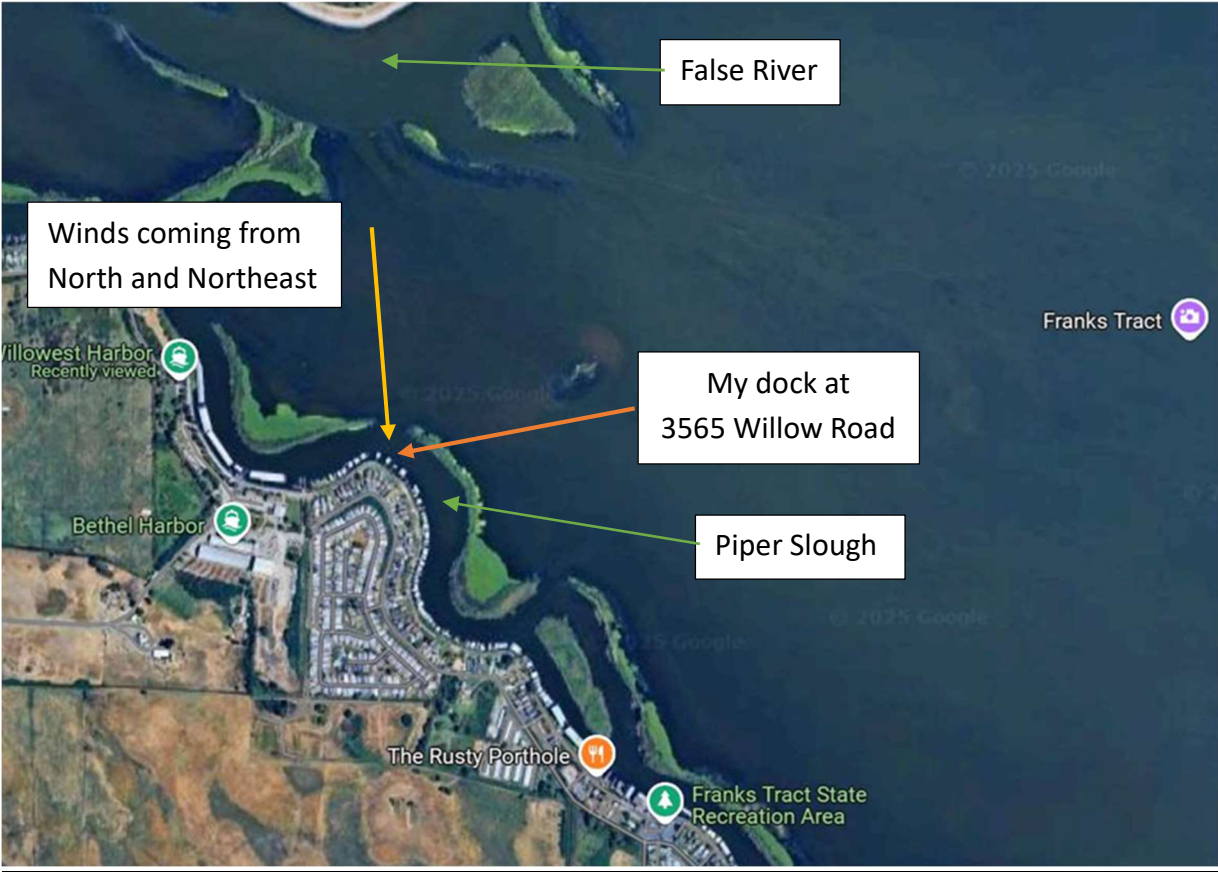 False River
© 2025 Google
Winds coming from
North and Northeast
Franks Tract
Willowest Harbor
Recently viewed
© 2025 Google
My dock at
3565 Willow Road
Bethel Harbor
Piper Slough
© 2025 Google
2025 Google
The Rusty Porthole
Franks Tract State
Recreation Area